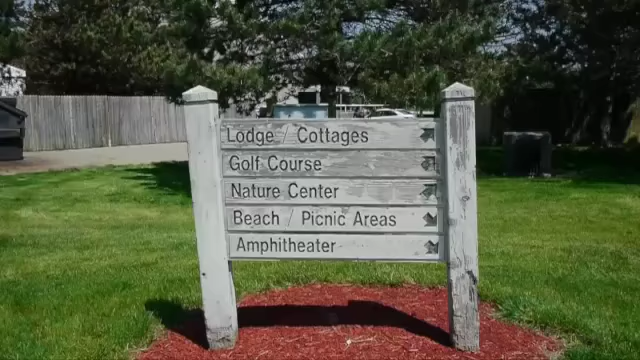 Lodge / Cottages
Golf Course
Nature Center
Beach / Picnic Areas
Amphitheater